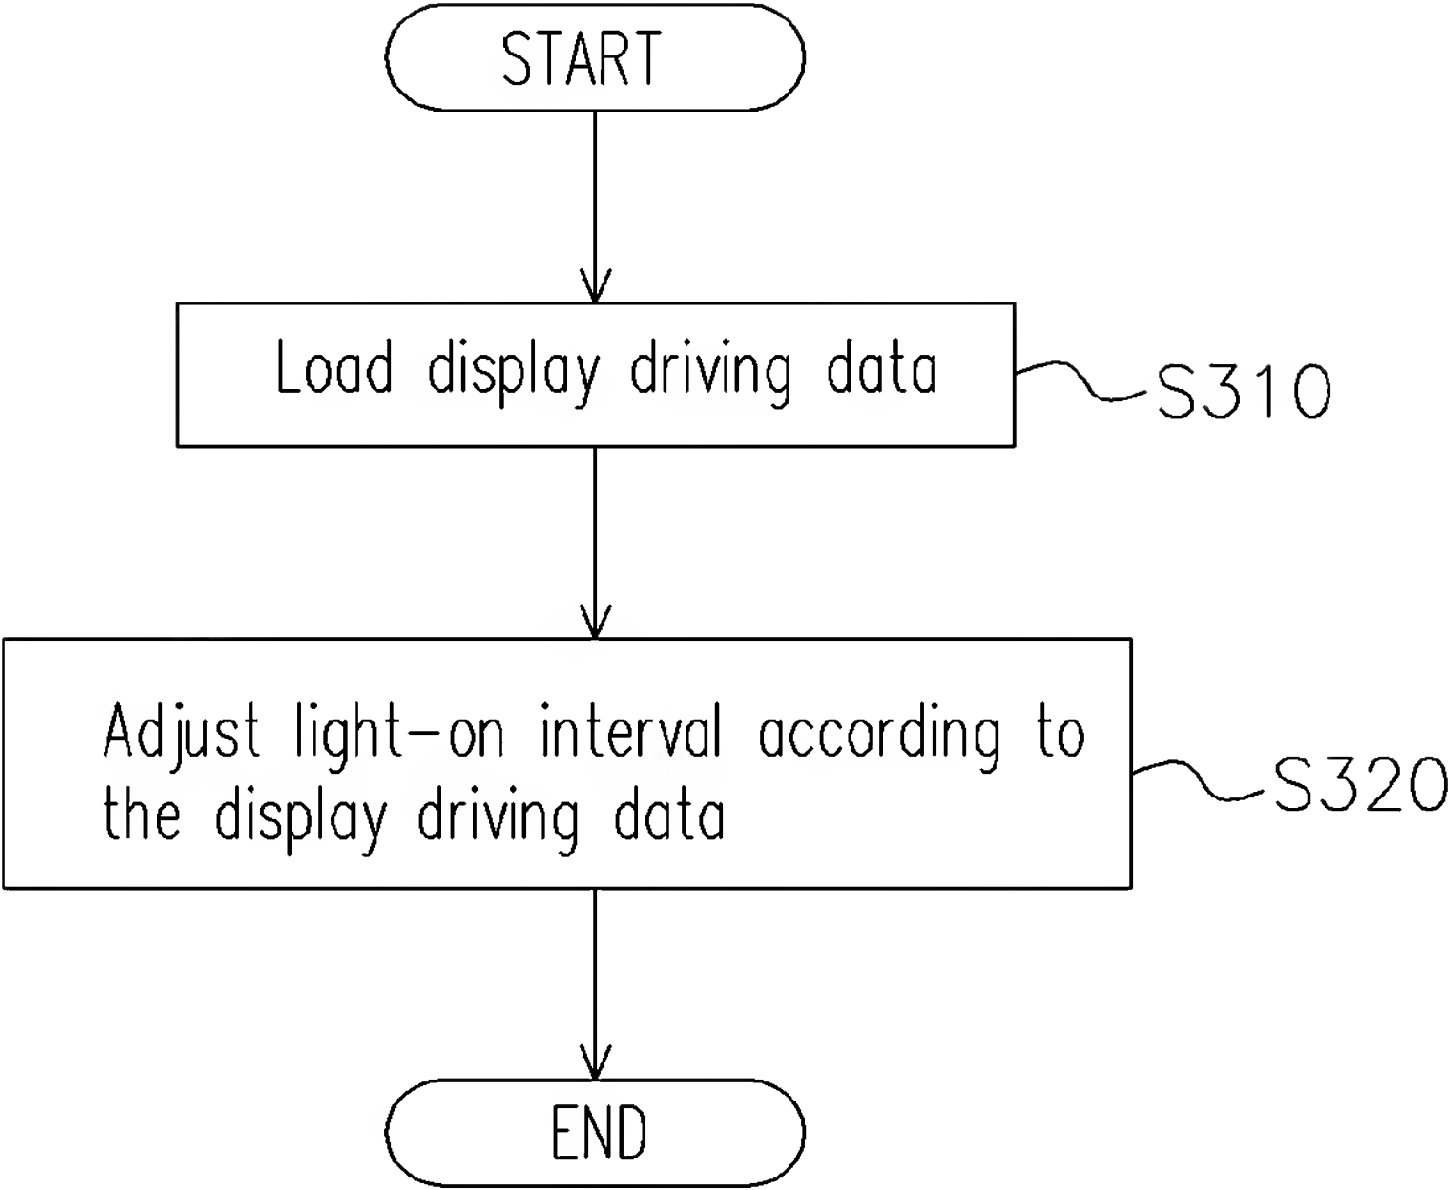 START
Load display driving data
S310
Adjust light-on interval according to
the display driving data
S320
END